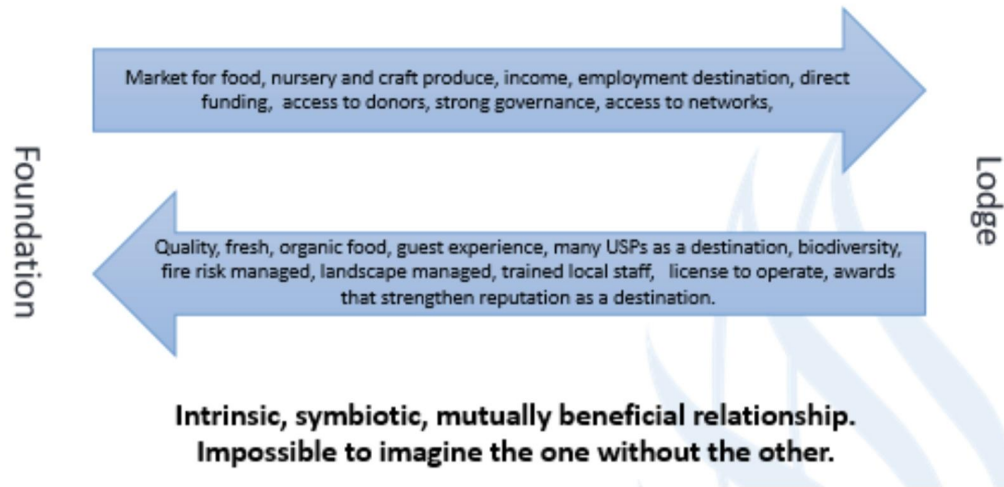 Market for food, nursery and craft produce, income, employment destination, direct
funding, access to donors, strong governance, access to networks,
Foundation
Lodge
Quality, fresh, organic food, guest experience, many USPs as a destination, biodiversity,
fire risk managed, landscape managed, trained local staff, license to operate, awards
that strengthen reputation as a destination.
Intrinsic, symbiotic, mutually beneficial relationship.
Impossible to imagine the one without the other.